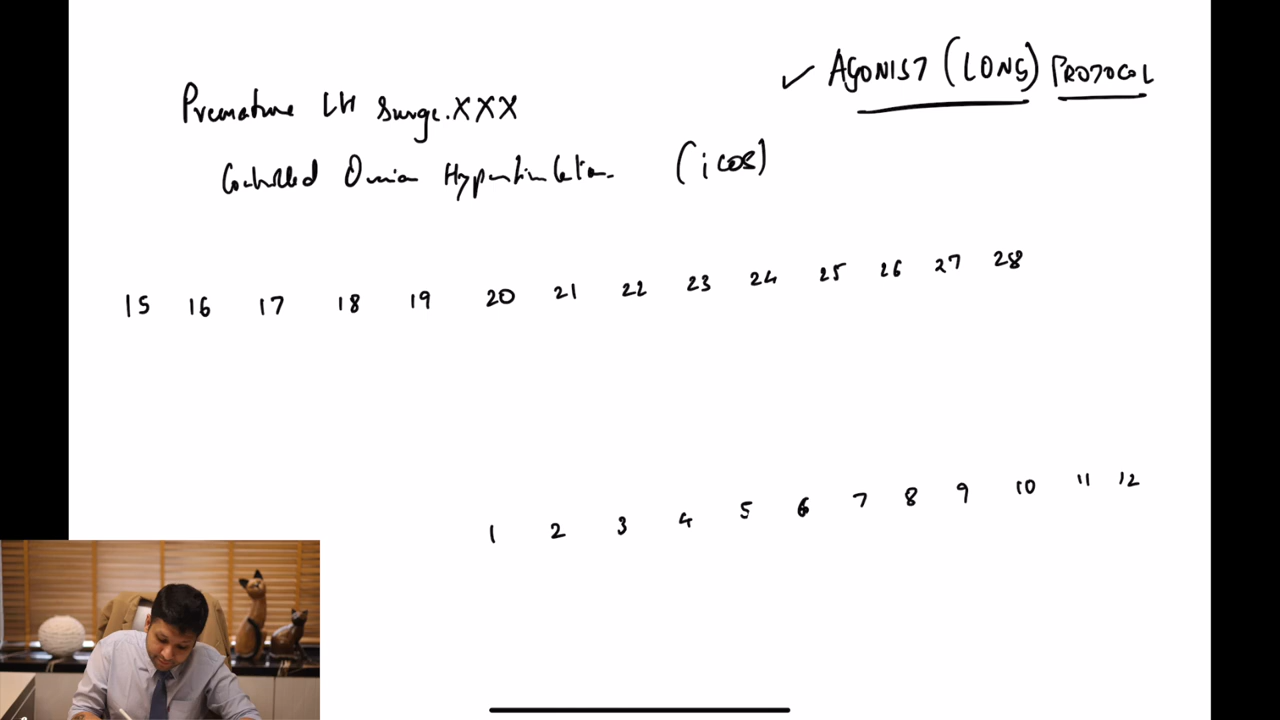 ✓ AGONIST (LONG) PROTOCOL
Premature LH surge. XXX
Controlled Ovarian Hyperstimulation. (iCOS)
15 16 17 18 19 20 21 22 23 24 25 26 27 28
1 2 3 4 5 6 7 8 9 10 11 12